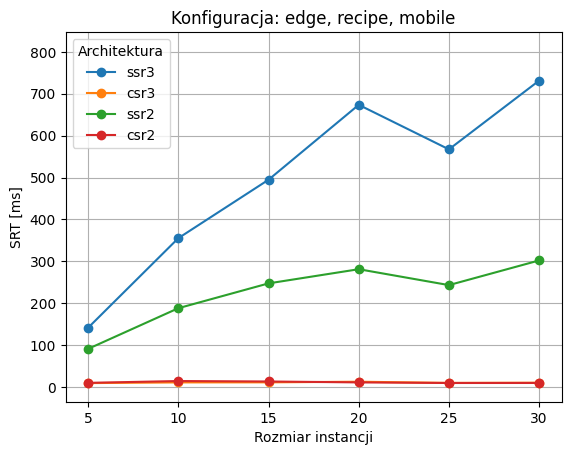 Konfiguracja: edge, recipe, mobile
Architektura
ssr3
csr3
ssr2
csr2
SRT [ms]
800
700
600
500
400
300
200
100
0
5 10 15 20 25 30
Rozmiar instancji